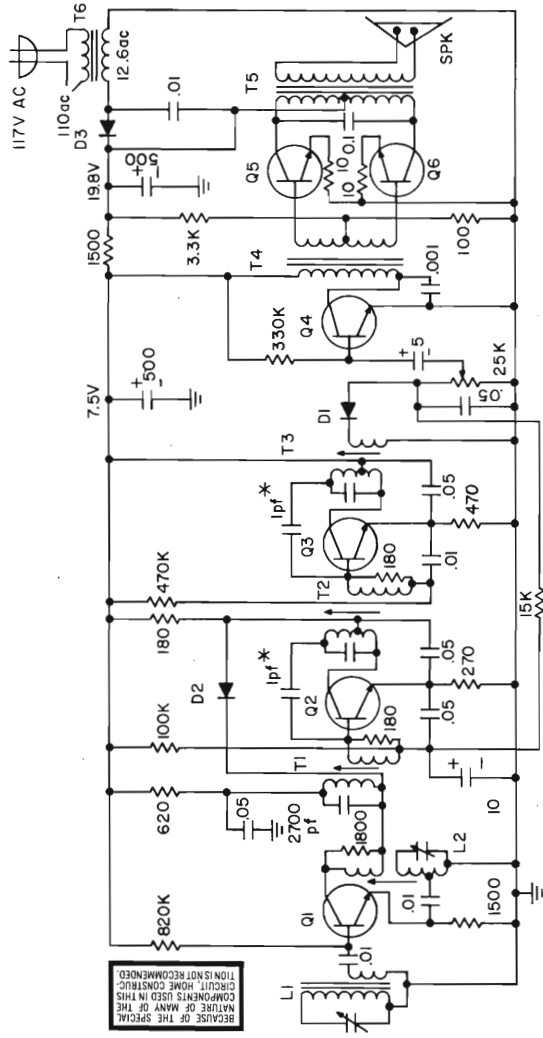 BECAUSE OF THE SPECIAL
NATURE OF MANY OF THE
COMPONENTS USED IN THIS
CIRCUIT, HOME CONSTRUC-
TION IS NOT RECOMMENDED.
820K
620
100K
180
470K
7.5V
1500
19.8V
D3
12.6ac
T6
110ac
117V AC
.05
D2
+
500
-
3.3K
+
500
-
.01
2700
pf
T1
1pf*
T2
1pf*
T3
330K
T4
Q5
T5
SPK
Q1
1800
Q2
180
Q3
180
D1
Q4
10
10
0.1
Q6
L1
.01
.01
L2
.05
.05
.01
.05
+
5
-
.001
100
1500
+
10
-
270
470
.05
25K
15K